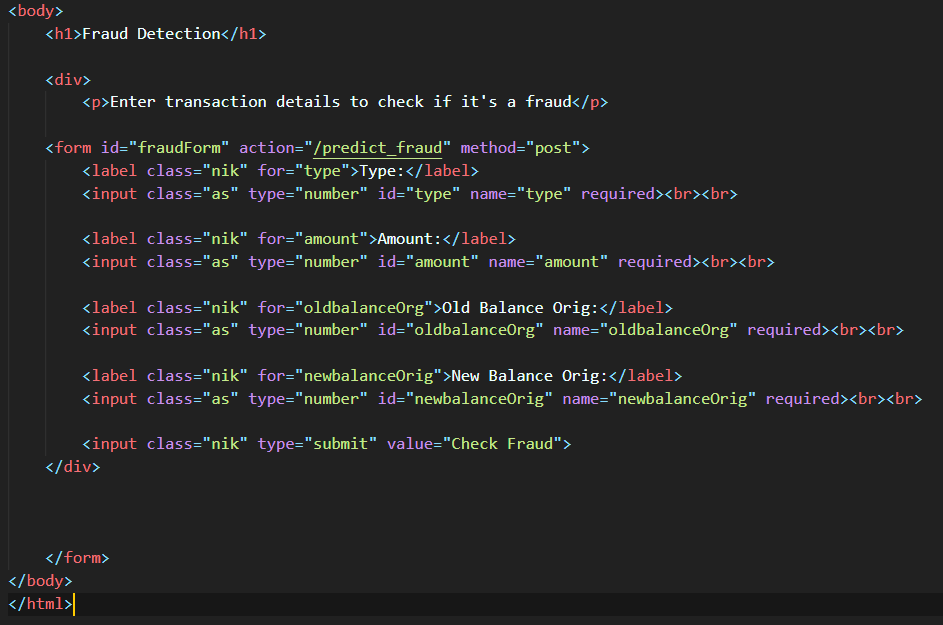 <body>
<h1>Fraud Detection</h1>
<div>
<p>Enter transaction details to check if it's a fraud</p>
<form id="fraudForm" action="/predict_fraud" method="post">
<label class="nik" for="type">Type:</label>
<input class="as" type="number" id="type" name="type" required><br><br>
<label class="nik" for="amount">Amount:</label>
<input class="as" type="number" id="amount" name="amount" required><br><br>
<label class="nik" for="oldbalanceOrg">Old Balance Orig:</label>
<input class="as" type="number" id="oldbalanceOrg" name="oldbalanceOrg" required><br><br>
<label class="nik" for="newbalanceOrig">New Balance Orig:</label>
<input class="as" type="number" id="newbalanceOrig" name="newbalanceOrig" required><br><br>
<input class="nik" type="submit" value="Check Fraud">
</div>
</form>
</body>
</html>